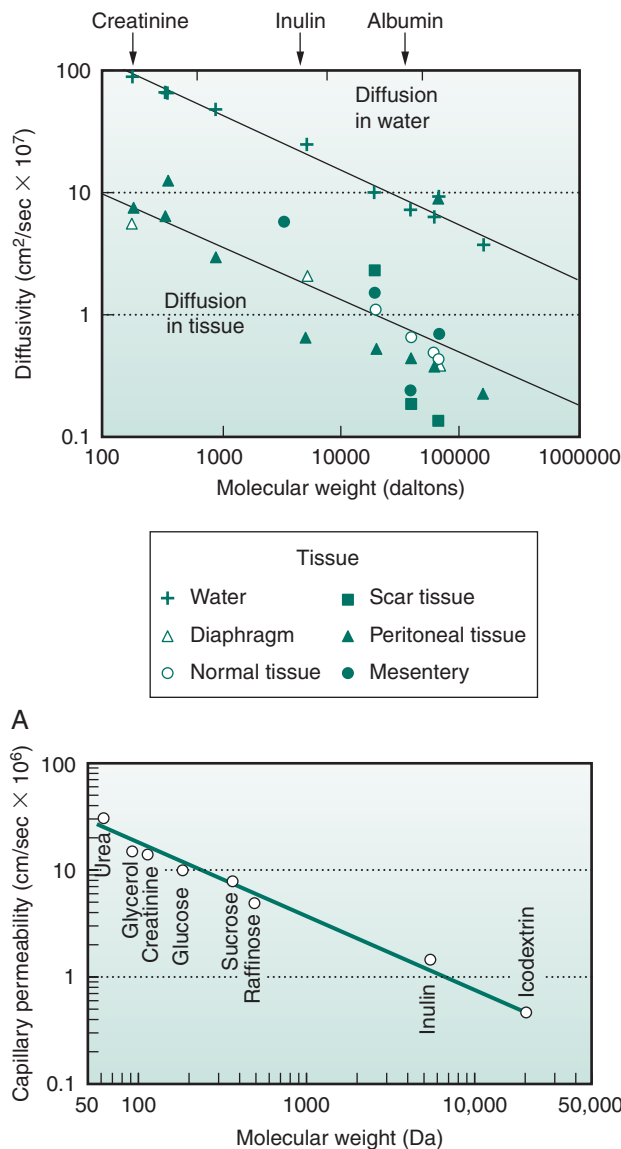 Creatinine Inulin Albumin
100
10
1
0.1
Diffusivity (cm²/sec × 10⁷)
Diffusion
in water
Diffusion
in tissue
100 1000 10000 100000 1000000
Molecular weight (daltons)
Tissue
Water Scar tissue
Diaphragm Peritoneal tissue
Normal tissue Mesentery
A
100
10
1
0.1
Capillary permeability (cm/sec × 10⁶)
Urea
Glycerol
Creatinine
Glucose
Sucrose
Raffinose
Inulin
Icodextrin
50 100 1000 10,000 50,000
Molecular weight (Da)